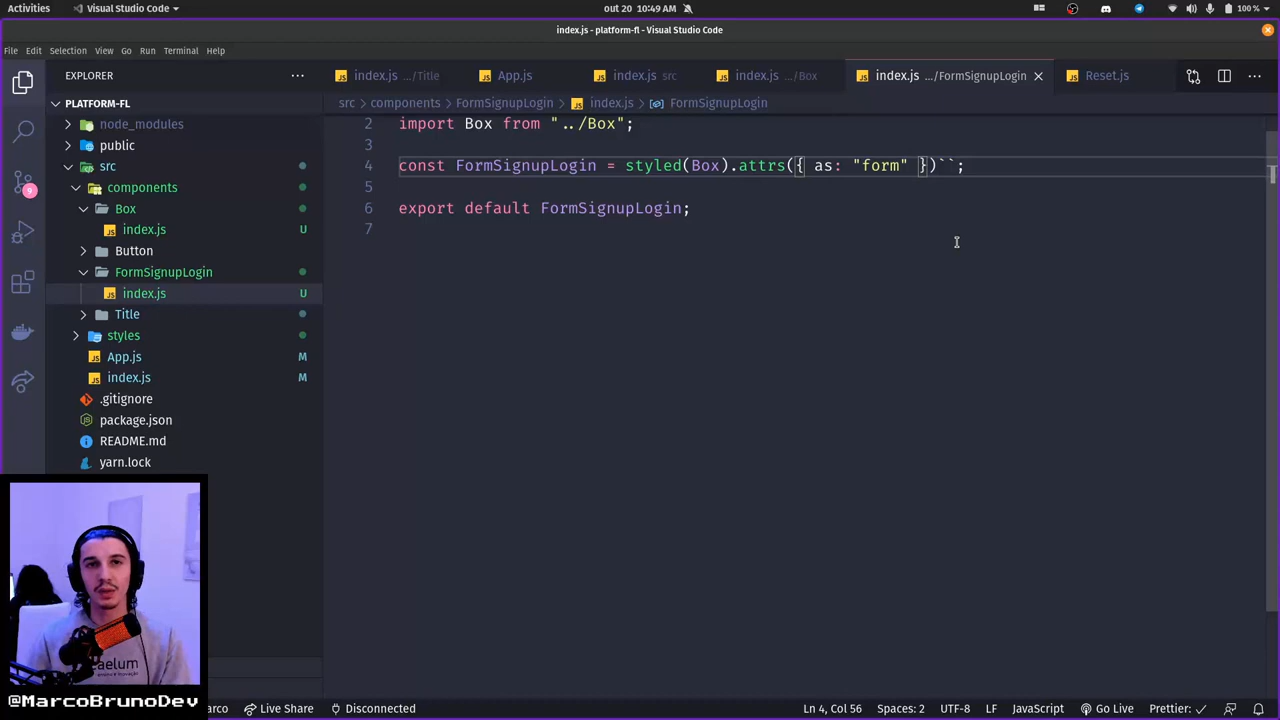 Activities
Visual Studio Code
out 20 10:49 AM
100 %
index.js - platform-fl - Visual Studio Code
File Edit Selection View Go Run Terminal Help
EXPLORER
index.js .../Title
App.js
index.js src
index.js .../Box
index.js .../FormSignupLogin
Reset.js
PLATFORM-FL
src components FormSignupLogin index.js FormSignupLogin
node_modules
public
src
components
Box
index.js U
Button
FormSignupLogin
index.js U
Title
styles
App.js M
index.js M
.gitignore
package.json
README.md
yarn.lock
9
2 import Box from "../Box";
3
4 const FormSignupLogin = styled(Box).attrs({ as: "form" })``;
5
6 export default FormSignupLogin;
7
aelum
@MarcoBrunoDev
arco Live Share Disconnected Ln 4, Col 56 Spaces: 2 UTF-8 LF JavaScript Go Live Prettier: ✓